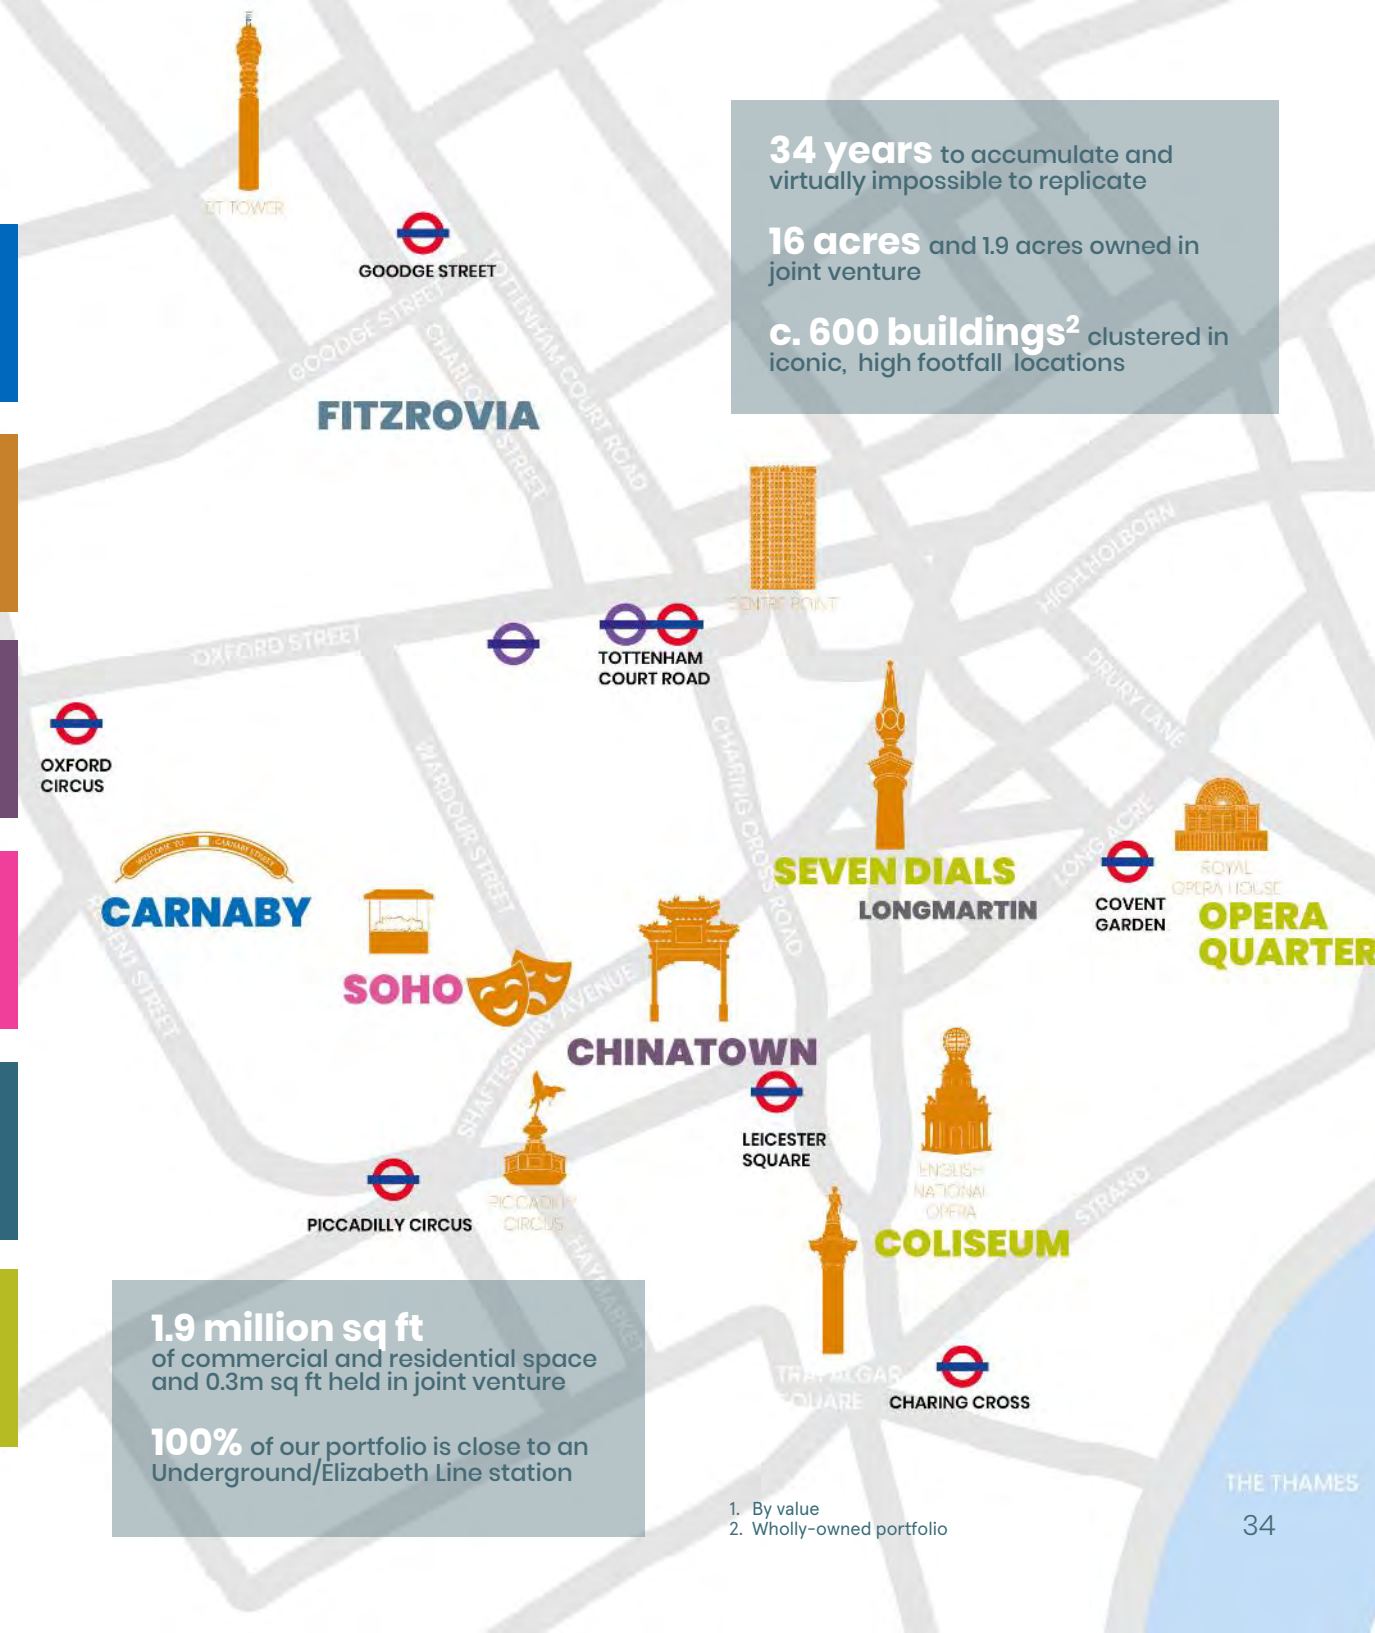 BT TOWER
34 years to accumulate and
virtually impossible to replicate
16 acres and 1.9 acres owned in
joint venture
c. 600 buildings² clustered in
iconic, high footfall locations
GOODGE STREET
GOODGE STREET
TOTTENHAM COURT ROAD
CHARLOTTE STREET
FITZROVIA
HIGH HOLBORN
CENTRE POINT
OXFORD STREET
TOTTENHAM
COURT ROAD
DRURY LANE
OXFORD
CIRCUS
WARDOUR STREET
CHARING CROSS ROAD
LONG ACRE
WELCOME TO CARNABY STREET
CARNABY
SEVEN DIALS
LONGMARTIN
COVENT
GARDEN
ROYAL
OPERA HOUSE
OPERA
QUARTER
REGENT STREET
SOHO
SHAFTESBURY AVENUE
CHINATOWN
LEICESTER
SQUARE
ENGLISH
NATIONAL
OPERA
COLISEUM
STRAND
PICCADILLY CIRCUS
PICCADILLY
CIRCUS
HAYMARKET
1.9 million sq ft
of commercial and residential space
and 0.3m sq ft held in joint venture
100% of our portfolio is close to an
Underground/Elizabeth Line station
TRAFALGAR
SQUARE
CHARING CROSS
THE THAMES
1. By value
2. Wholly-owned portfolio
34